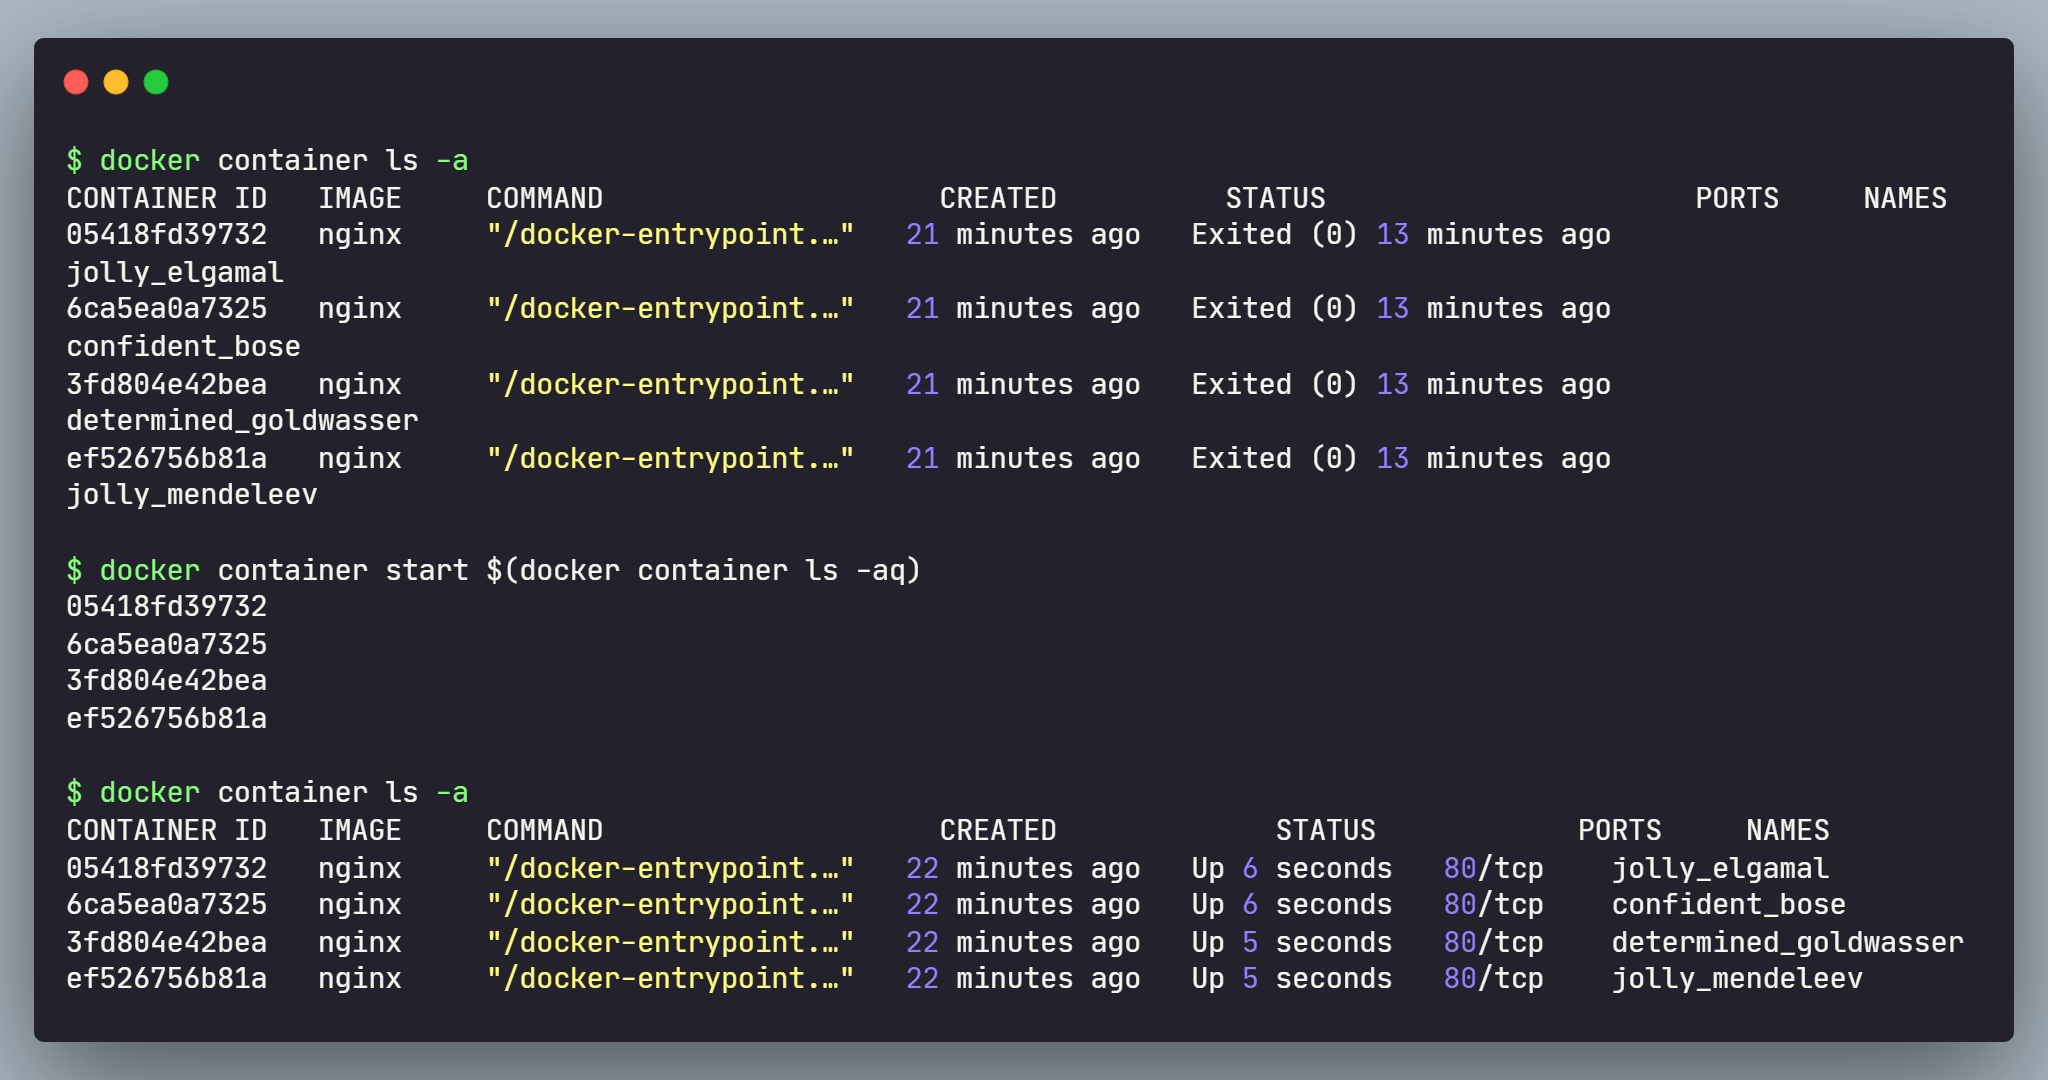 $ docker container ls -a
CONTAINER ID   IMAGE     COMMAND                    CREATED          STATUS                      PORTS     NAMES
05418fd39732   nginx     "/docker-entrypoint.…"   21 minutes ago   Exited (0) 13 minutes ago
jolly_elgamal
6ca5ea0a7325   nginx     "/docker-entrypoint.…"   21 minutes ago   Exited (0) 13 minutes ago
confident_bose
3fd804e42bea   nginx     "/docker-entrypoint.…"   21 minutes ago   Exited (0) 13 minutes ago
determined_goldwasser
ef526756b81a   nginx     "/docker-entrypoint.…"   21 minutes ago   Exited (0) 13 minutes ago
jolly_mendeleev
$ docker container start $(docker container ls -aq)
05418fd39732
6ca5ea0a7325
3fd804e42bea
ef526756b81a
$ docker container ls -a
CONTAINER ID   IMAGE     COMMAND                    CREATED             STATUS            PORTS     NAMES
05418fd39732   nginx     "/docker-entrypoint.…"   22 minutes ago   Up 6 seconds   80/tcp    jolly_elgamal
6ca5ea0a7325   nginx     "/docker-entrypoint.…"   22 minutes ago   Up 6 seconds   80/tcp    confident_bose
3fd804e42bea   nginx     "/docker-entrypoint.…"   22 minutes ago   Up 5 seconds   80/tcp    determined_goldwasser
ef526756b81a   nginx     "/docker-entrypoint.…"   22 minutes ago   Up 5 seconds   80/tcp    jolly_mendeleev